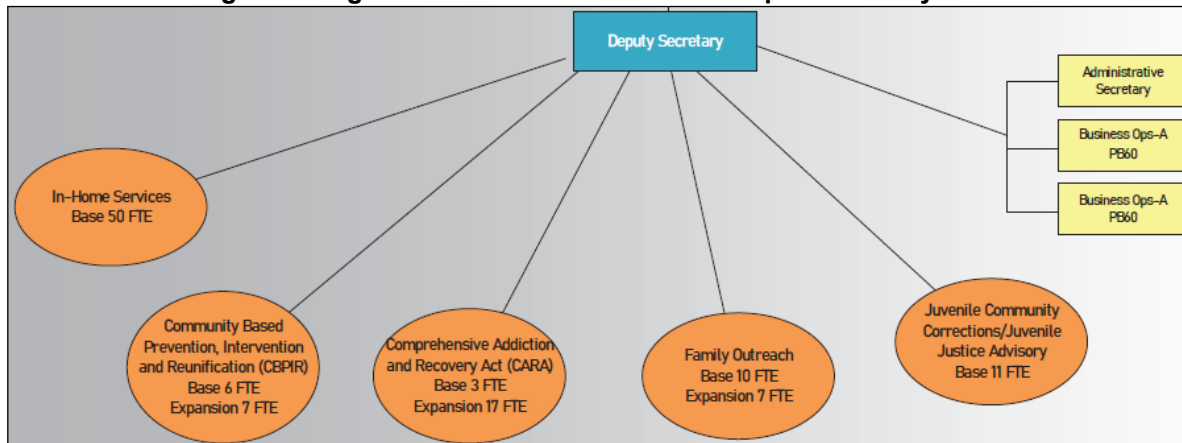 Deputy Secretary
Administrative
Secretary
Business Ops-A
PB60
Business Ops-A
PB60
In-Home Services
Base 50 FTE
Community Based
Prevention, Intervention
and Reunification (CBPIR)
Base 6 FTE
Expansion 7 FTE
Comprehensive Addiction
and Recovery Act (CARA)
Base 3 FTE
Expansion 17 FTE
Family Outreach
Base 10 FTE
Expansion 7 FTE
Juvenile Community
Corrections/Juvenile
Justice Advisory
Base 11 FTE